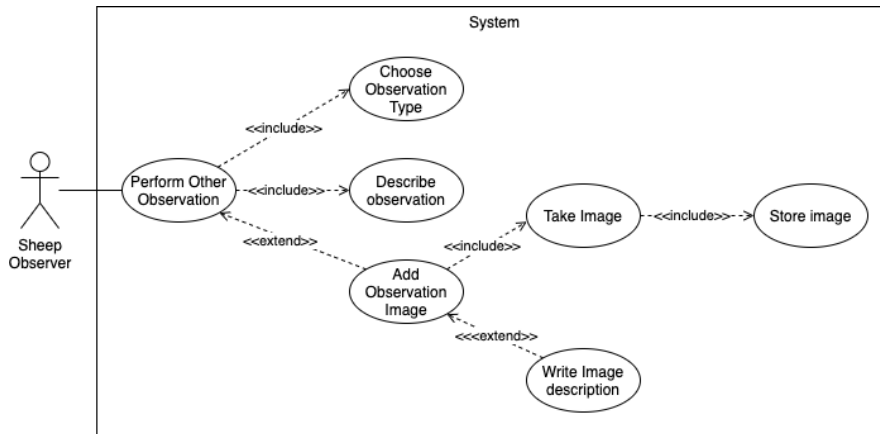 System
Choose
Observation
Type
<<include>>
Perform Other
Observation
<<include>>
Describe
observation
Take Image
<<include>>
Store image
Sheep
Observer
<<extend>>
<<include>>
Add
Observation
Image
<<<extend>>
Write Image
description